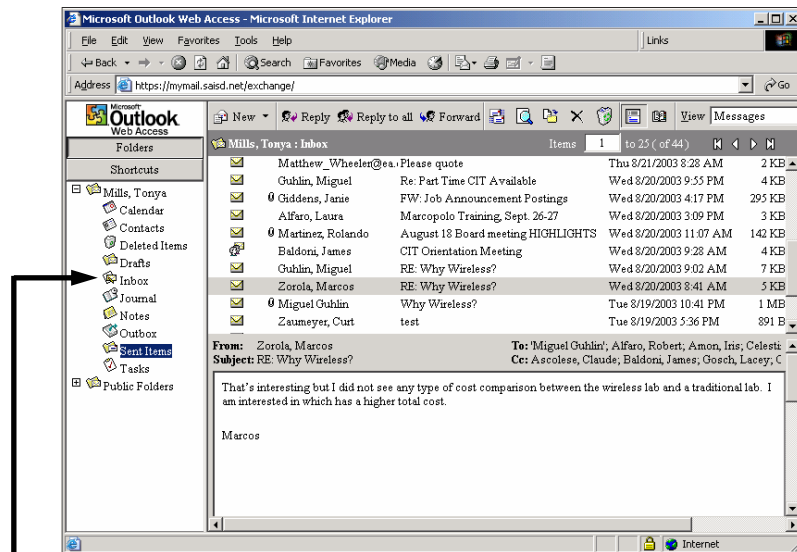 Microsoft Outlook Web Access - Microsoft Internet Explorer
File Edit View Favorites Tools Help Links
Back Search Favorites Media
Address https://mymail.saisd.net/exchange/ Go
Microsoft
Outlook
Web Access
New Reply Reply to all Forward View Messages
Folders
Shortcuts
Mills, Tonya
Calendar
Contacts
Deleted Items
Drafts
Inbox
Journal
Notes
Outbox
Sent Items
Tasks
Public Folders
Mills, Tonya : Inbox Items 1 to 25 ( of 44 )
Matthew_Wheeler@ea. Please quote Thu 8/21/2003 8:28 AM 2 KB
Guhlin, Miguel Re: Part Time CIT Available Wed 8/20/2003 9:55 PM 4 KB
Giddens, Janie FW: Job Announcement Postings Wed 8/20/2003 4:17 PM 295 KB
Alfaro, Laura Marcopolo Training, Sept. 26-27 Wed 8/20/2003 3:09 PM 3 KB
Martinez, Rolando August 18 Board meeting HIGHLIGHTS Wed 8/20/2003 11:07 AM 142 KB
Baldoni, James CIT Orientation Meeting Wed 8/20/2003 9:28 AM 4 KB
Guhlin, Miguel RE: Why Wireless? Wed 8/20/2003 9:02 AM 7 KB
Zorola, Marcos RE: Why Wireless? Wed 8/20/2003 8:41 AM 5 KB
Miguel Guhlin Why Wireless? Tue 8/19/2003 10:41 PM 1 MB
Zaumeyer, Curt test Tue 8/19/2003 5:36 PM 891 B
From: Zorola, Marcos To: 'Miguel Guhlin'; Alfaro, Robert; Amon, Iris; Celesti
Subject: RE: Why Wireless? Cc: Ascolese, Claude; Baldoni, James; Gosch, Lacey; C
That's interesting but I did not see any type of cost comparison between the wireless lab and a traditional lab. I
am interested in which has a higher total cost.
Marcos
Internet